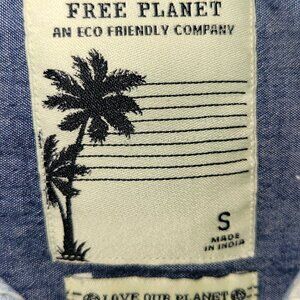 FREE PLANET
AN ECO FRIENDLY COMPANY
S
MADE
IN INDIA
LOVE OUR PLANET